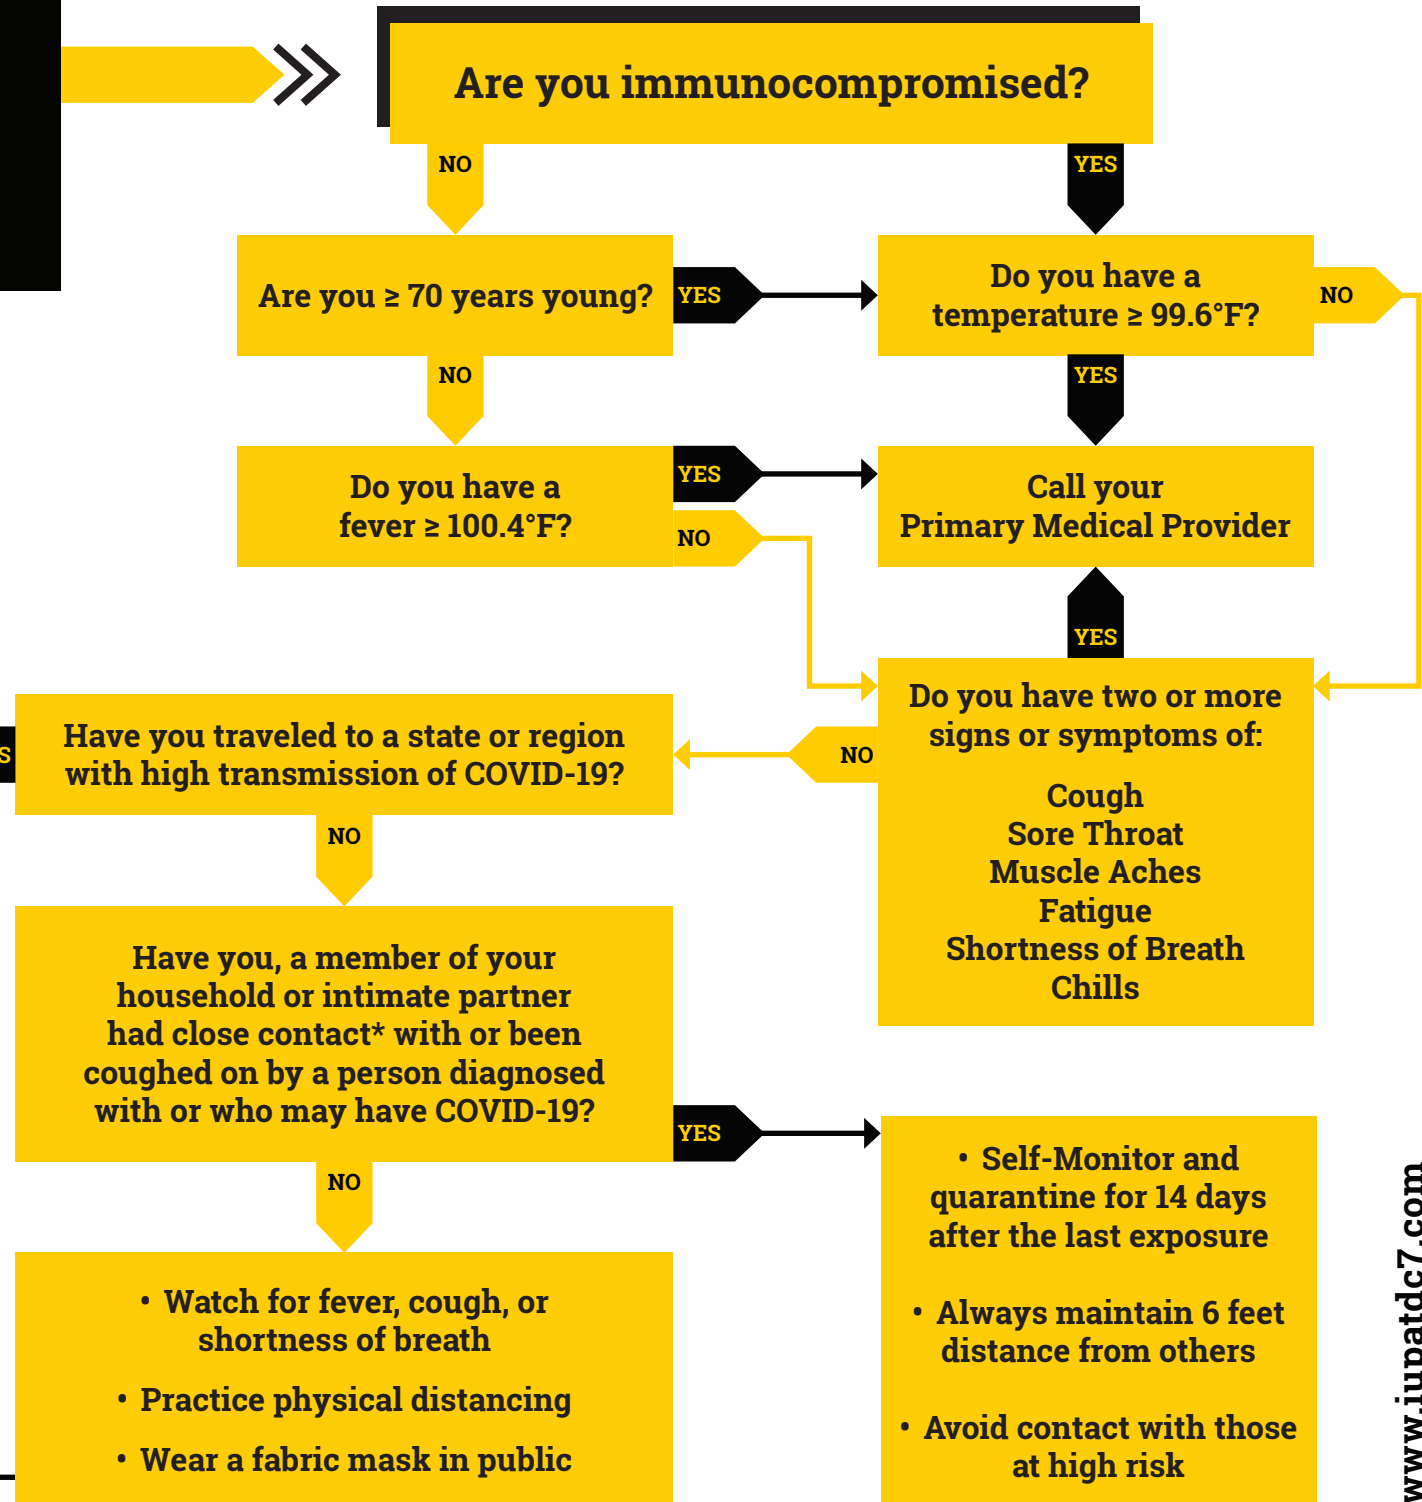 Are you immunocompromised?
NO
YES
Are you ≥ 70 years young?
YES
Do you have a
temperature ≥ 99.6°F?
NO
NO
YES
Do you have a
fever ≥ 100.4°F?
YES
NO
Call your
Primary Medical Provider
YES
Do you have two or more
signs or symptoms of:
Cough
Sore Throat
Muscle Aches
Fatigue
Shortness of Breath
Chills
NO
Have you traveled to a state or region
with high transmission of COVID-19?
S
NO
Have you, a member of your
household or intimate partner
had close contact* with or been
coughed on by a person diagnosed
with or who may have COVID-19?
YES
NO
• Self-Monitor and
quarantine for 14 days
after the last exposure
• Always maintain 6 feet
distance from others
• Avoid contact with those
at high risk
• Watch for fever, cough, or
shortness of breath
• Practice physical distancing
• Wear a fabric mask in public
www.iupatdc7.com